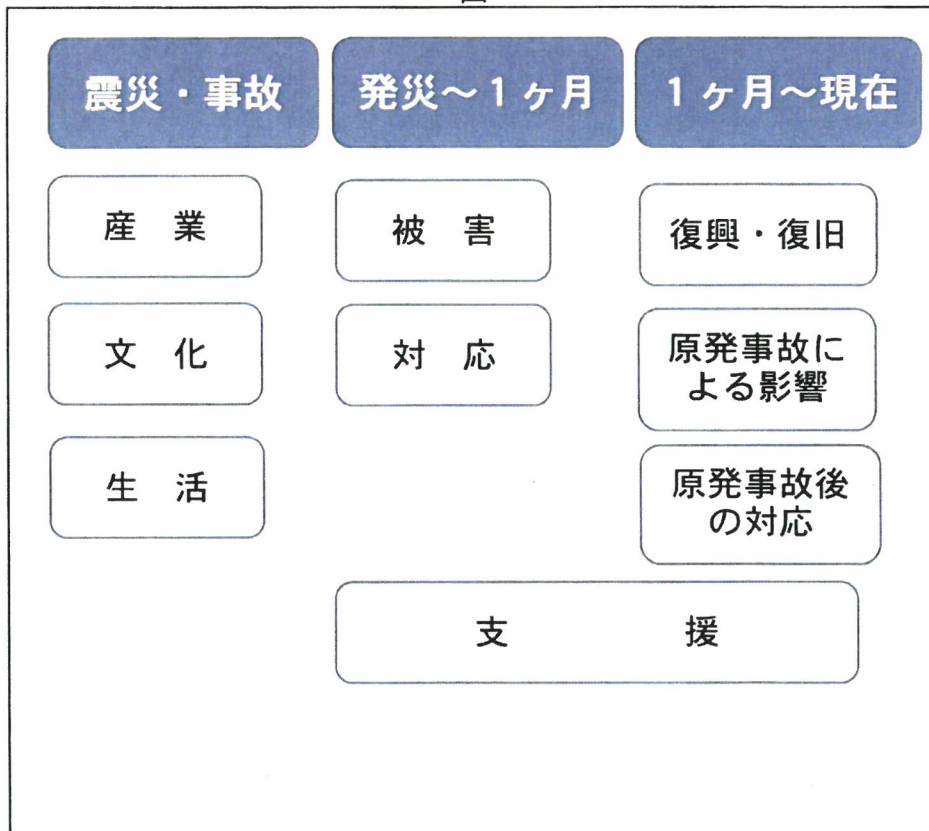 震災・事故
発災～1ヶ月
1ヶ月～現在
産　業
被　害
復興・復旧
文　化
対　応
原発事故に
よる影響
生　活
原発事故後
の対応
支　　　　援